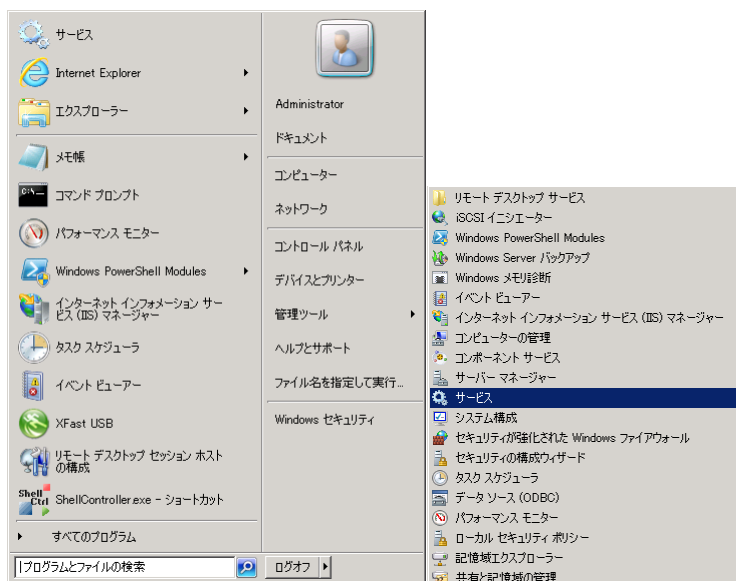 サービス
Internet Explorer
エクスプローラー
メモ帳
コマンド プロンプト
パフォーマンス モニター
Windows PowerShell Modules
インターネット インフォメーション サー
ビス (IIS) マネージャー
タスク スケジューラ
イベント ビューアー
XFast USB
リモート デスクトップ セッション ホスト
の構成
Shell
Ctrl
ShellController.exe - ショートカット
すべてのプログラム
プログラムとファイルの検索
Administrator
ドキュメント
コンピューター
ネットワーク
コントロール パネル
デバイスとプリンター
管理ツール
ヘルプとサポート
ファイル名を指定して実行...
Windows セキュリティ
ログオフ
リモート デスクトップ サービス
iSCSI イニシエーター
Windows PowerShell Modules
Windows Server バックアップ
Windows メモリ診断
イベント ビューアー
インターネット インフォメーション サービス (IIS) マネージャー
コンピューターの管理
コンポーネント サービス
サーバー マネージャー
サービス
システム構成
セキュリティが強化された Windows ファイアウォール
セキュリティの構成ウィザード
タスク スケジューラ
データ ソース (ODBC)
パフォーマンス モニター
ローカル セキュリティ ポリシー
記憶域エクスプローラー
共有と記憶域の管理